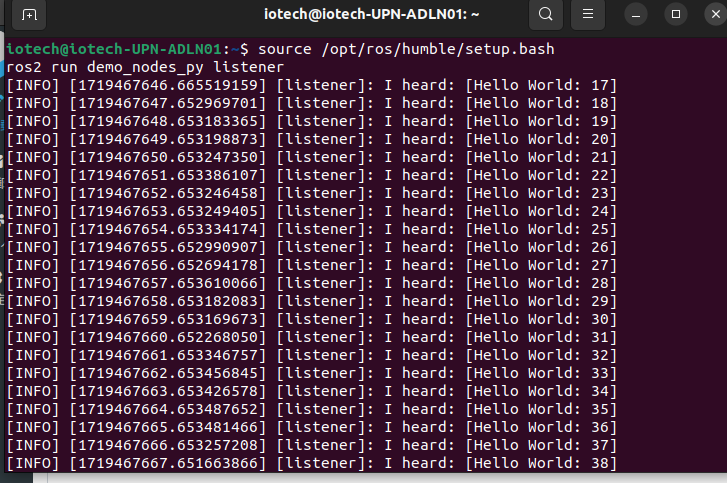 iotech@iotech-UPN-ADLN01: ~
iotech@iotech-UPN-ADLN01:~$ source /opt/ros/humble/setup.bash
ros2 run demo_nodes_py listener
[INFO] [1719467646.665519159] [listener]: I heard: [Hello World: 17]
[INFO] [1719467647.652969701] [listener]: I heard: [Hello World: 18]
[INFO] [1719467648.653183365] [listener]: I heard: [Hello World: 19]
[INFO] [1719467649.653198873] [listener]: I heard: [Hello World: 20]
[INFO] [1719467650.653247350] [listener]: I heard: [Hello World: 21]
[INFO] [1719467651.653386107] [listener]: I heard: [Hello World: 22]
[INFO] [1719467652.653246458] [listener]: I heard: [Hello World: 23]
[INFO] [1719467653.653249405] [listener]: I heard: [Hello World: 24]
[INFO] [1719467654.653334174] [listener]: I heard: [Hello World: 25]
[INFO] [1719467655.652990907] [listener]: I heard: [Hello World: 26]
[INFO] [1719467656.652694178] [listener]: I heard: [Hello World: 27]
[INFO] [1719467657.653610066] [listener]: I heard: [Hello World: 28]
[INFO] [1719467658.653182083] [listener]: I heard: [Hello World: 29]
[INFO] [1719467659.653169673] [listener]: I heard: [Hello World: 30]
[INFO] [1719467660.652268050] [listener]: I heard: [Hello World: 31]
[INFO] [1719467661.653346757] [listener]: I heard: [Hello World: 32]
[INFO] [1719467662.653456845] [listener]: I heard: [Hello World: 33]
[INFO] [1719467663.653426578] [listener]: I heard: [Hello World: 34]
[INFO] [1719467664.653487652] [listener]: I heard: [Hello World: 35]
[INFO] [1719467665.653481466] [listener]: I heard: [Hello World: 36]
[INFO] [1719467666.653257208] [listener]: I heard: [Hello World: 37]
[INFO] [1719467667.651663866] [listener]: I heard: [Hello World: 38]